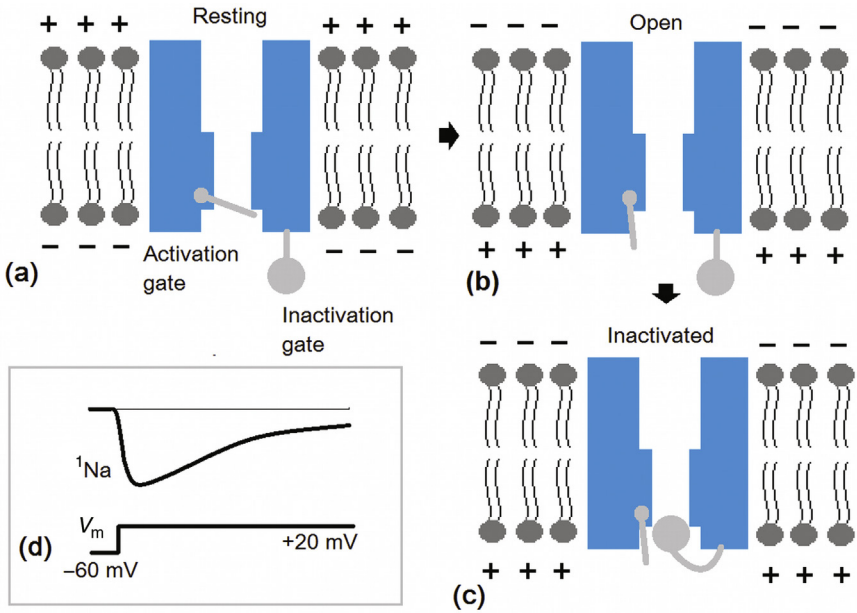 Resting
+ + +
+ + +
– – –
– – –
Activation
gate
(a)
Inactivation
gate
Open
– – –
– – –
+ + +
+ + +
(b)
Inactivated
– – –
– – –
+ + +
+ + +
(c)
¹Na
Vm
+20 mV
(d)
–60 mV